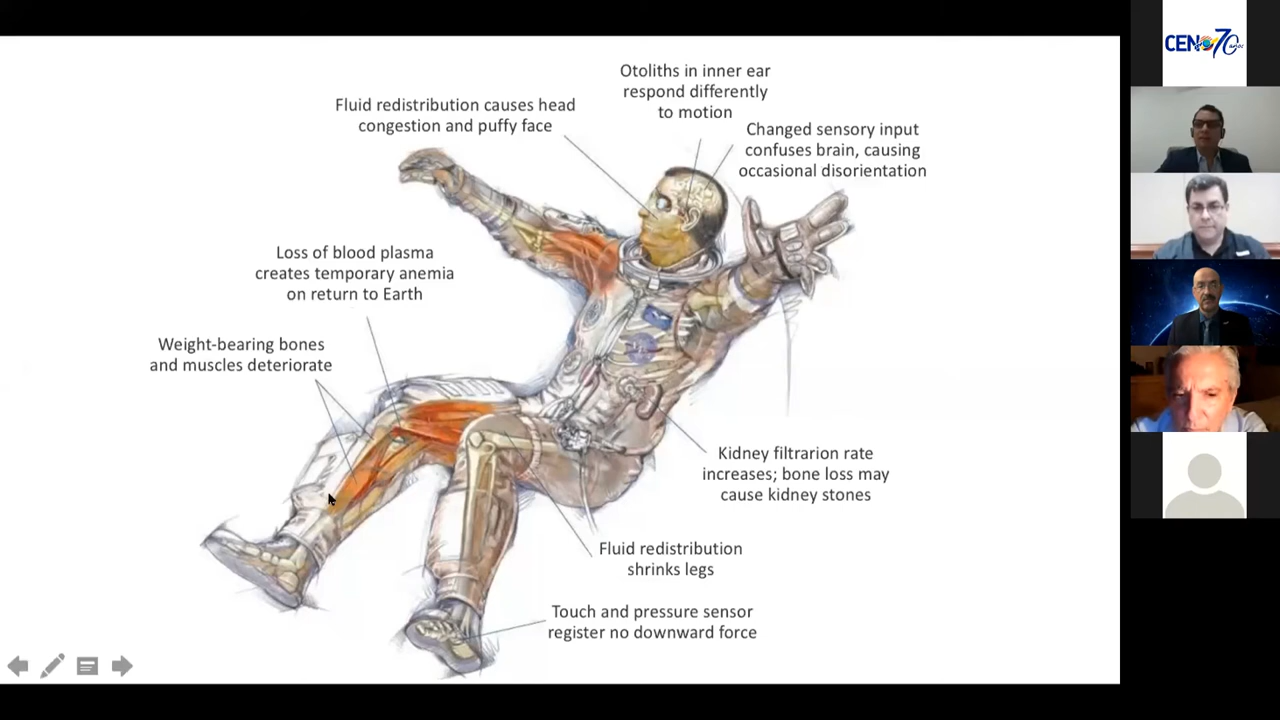 Otoliths in inner ear
respond differently
to motion
Fluid redistribution causes head
congestion and puffy face
Changed sensory input
confuses brain, causing
occasional disorientation
Loss of blood plasma
creates temporary anemia
on return to Earth
Weight-bearing bones
and muscles deteriorate
Kidney filtrarion rate
increases; bone loss may
cause kidney stones
Fluid redistribution
shrinks legs
Touch and pressure sensor
register no downward force
70